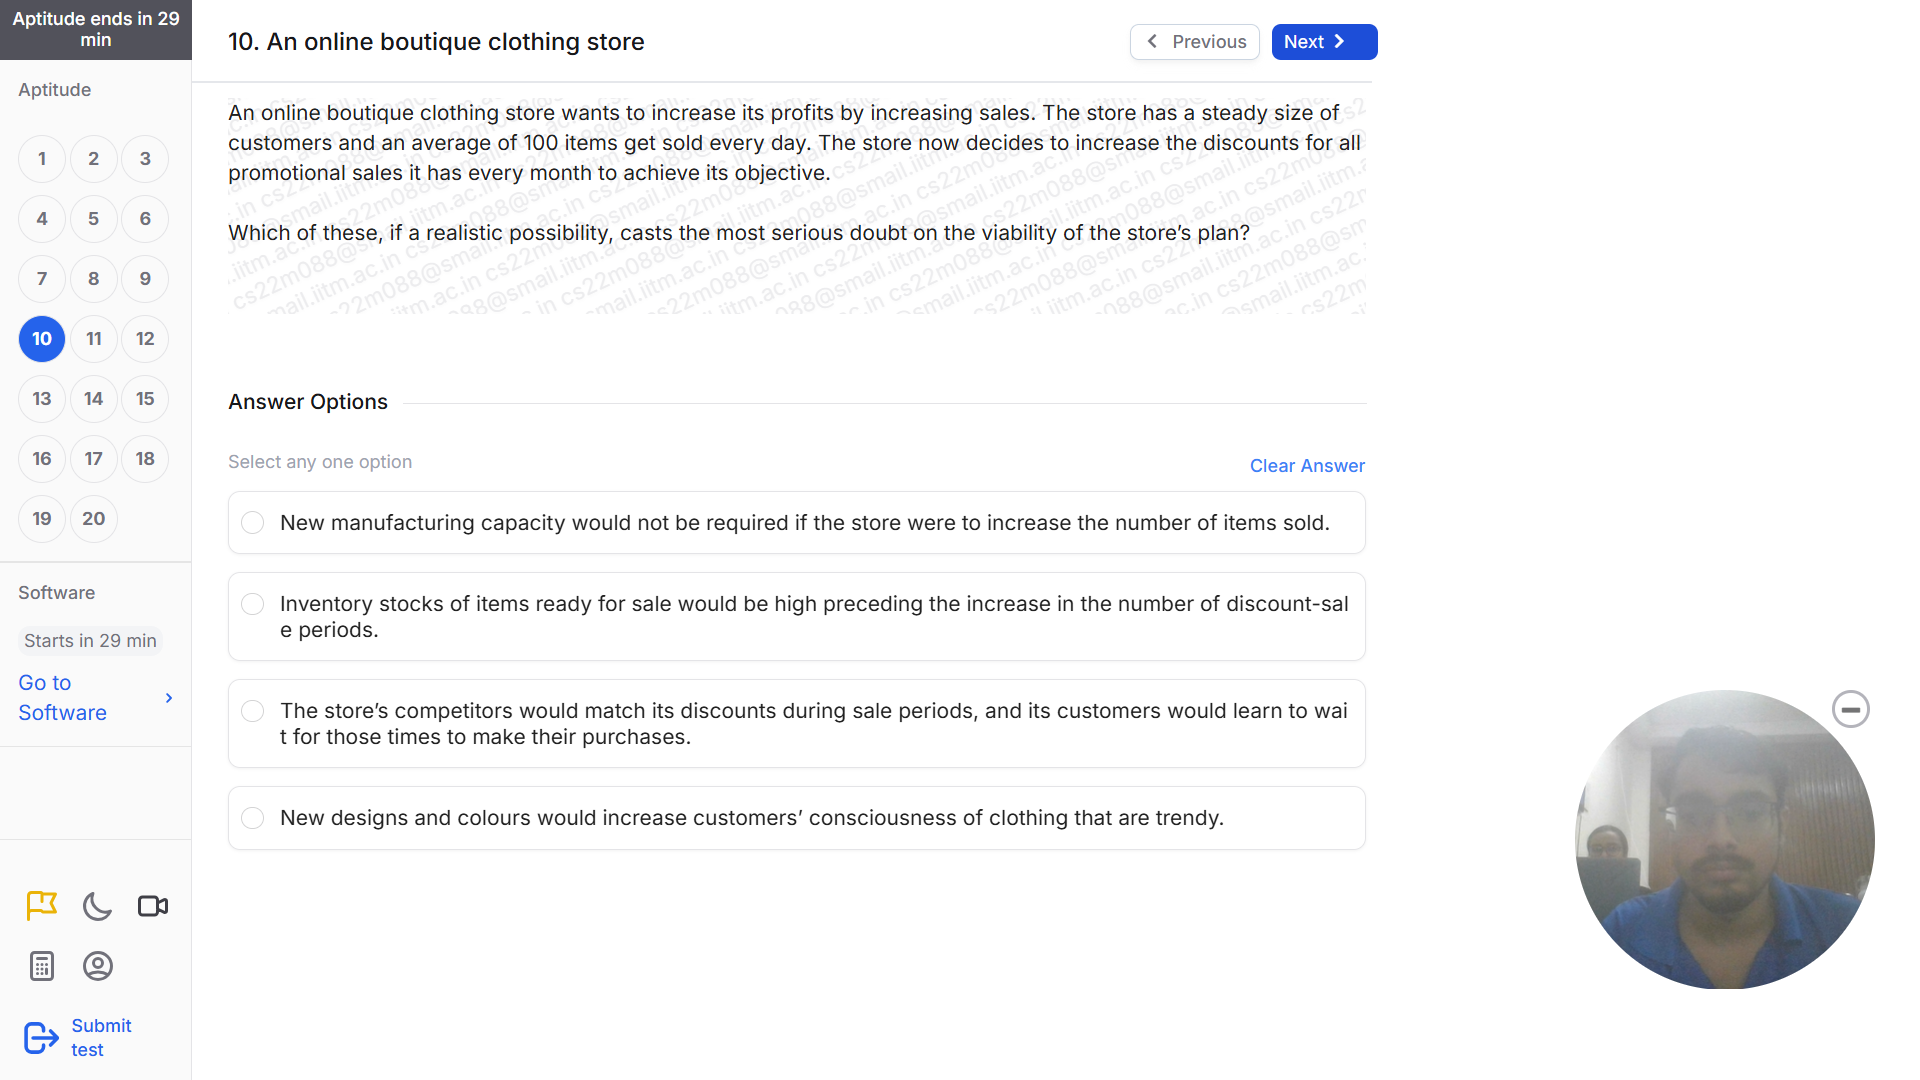 Aptitude ends in 29
min
Aptitude
1 2 3
4 5 6
7 8 9
10 11 12
13 14 15
16 17 18
19 20
Software
Starts in 29 min
Go to
Software
Submit
test
10. An online boutique clothing store
Previous
Next
An online boutique clothing store wants to increase its profits by increasing sales. The store has a steady size of
customers and an average of 100 items get sold every day. The store now decides to increase the discounts for all
promotional sales it has every month to achieve its objective.
Which of these, if a realistic possibility, casts the most serious doubt on the viability of the store’s plan?
cs22m088@smail.iitm.ac.in
Answer Options
Select any one option
Clear Answer
New manufacturing capacity would not be required if the store were to increase the number of items sold.
Inventory stocks of items ready for sale would be high preceding the increase in the number of discount-sal
e periods.
The store’s competitors would match its discounts during sale periods, and its customers would learn to wai
t for those times to make their purchases.
New designs and colours would increase customers’ consciousness of clothing that are trendy.